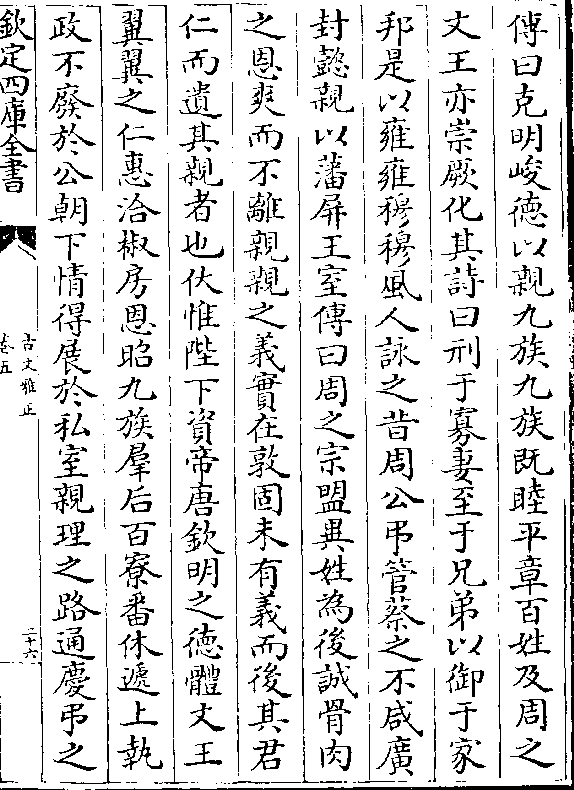 傳曰克明峻德以親九族九族既睦平章百姓及周之
文王亦崇厥化其詩曰刑于寡妻至于兄弟以御于家
邦是以雍雍穆穆風人詠之昔周公弔管蔡之不咸廣
封懿親以藩屏王室傳曰周之宗盟異姓為後誠骨肉
之恩爽而不離親親之義實在敦固未有義而後其君
仁而遺其親者也伏惟陛下資帝唐欽明之德體文王
翼翼之仁惠洽椒房恩昭九族羣后百寮番休遞上執
政不廢於公朝下情得展於私室親理之路通慶弔之
欽定四庫全書
古文雅正
卷五
二十六